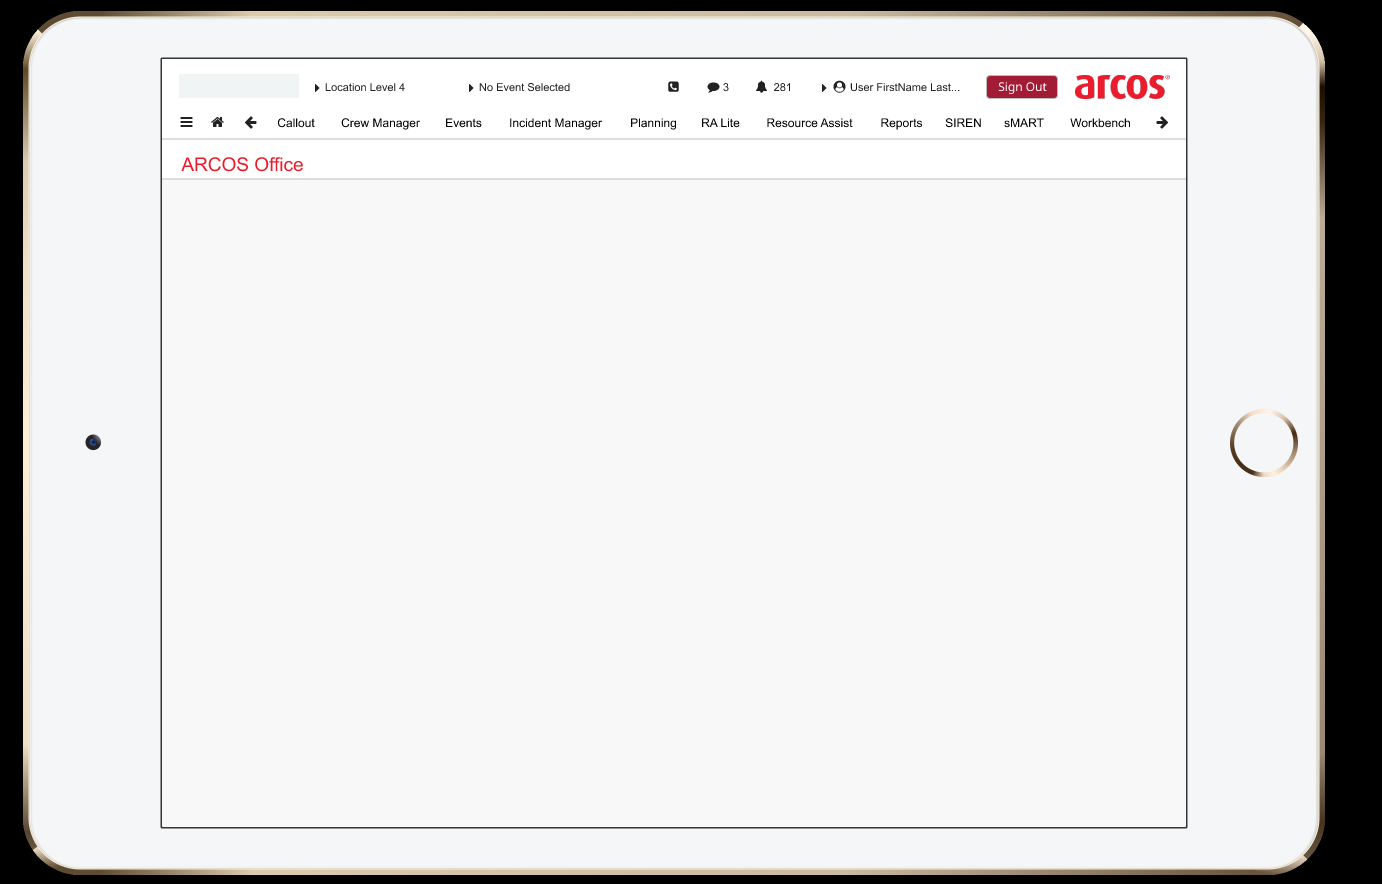 Location Level 4 No Event Selected 3 281 User FirstName Last... Sign Out arcos®
Callout Crew Manager Events Incident Manager Planning RA Lite Resource Assist Reports SIREN sMART Workbench
ARCOS Office